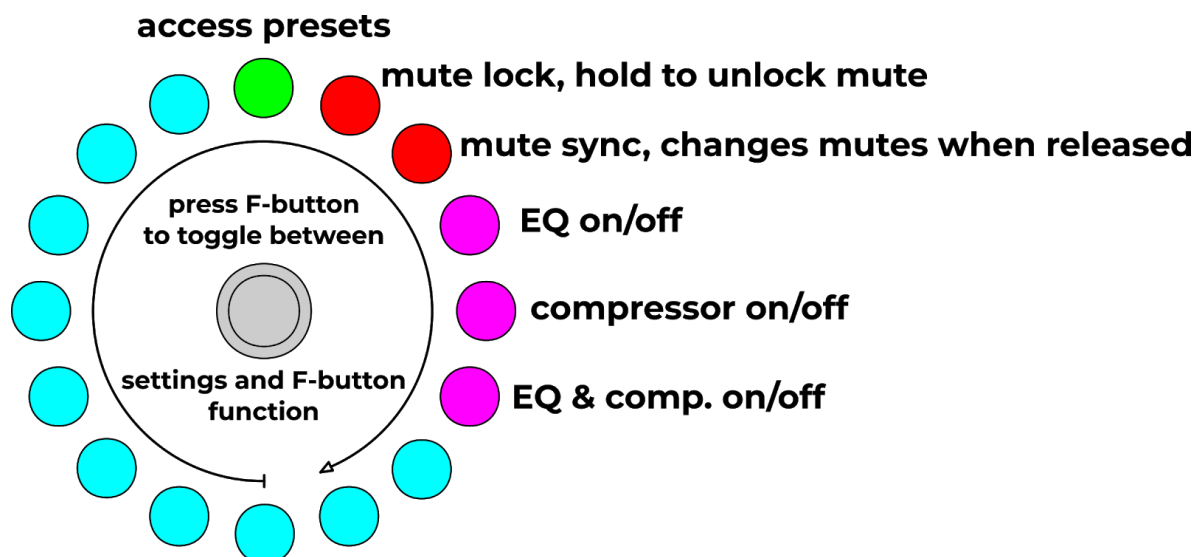 access presets
mute lock, hold to unlock mute
mute sync, changes mutes when released
press F-button
to toggle between
EQ on/off
compressor on/off
settings and F-button
function
EQ & comp. on/off